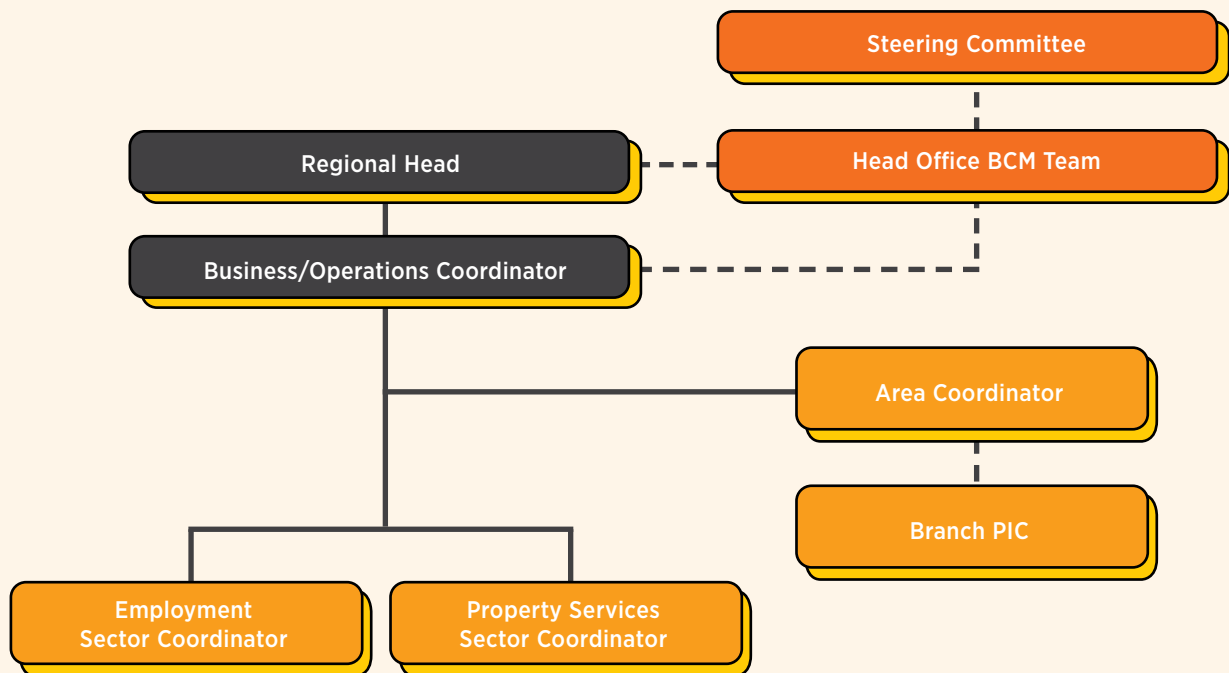 Steering Committee
Regional Head
Head Office BCM Team
Business/Operations Coordinator
Area Coordinator
Branch PIC
Employment
Sector Coordinator
Property Services
Sector Coordinator